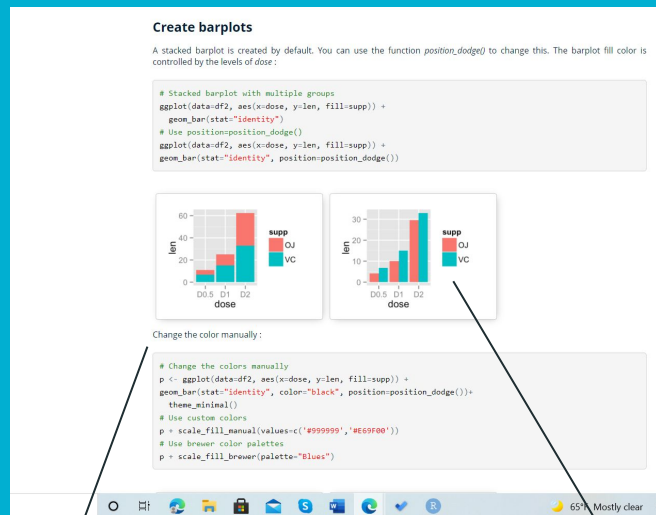 Create barplots
A stacked barplot is created by default. You can use the function position_dodge() to change this. The barplot fill color is
controlled by the levels of dose :
# Stacked barplot with multiple groups
ggplot(data=df2, aes(x=dose, y=len, fill=supp)) +
  geom_bar(stat="identity")
# Use position=position_dodge()
ggplot(data=df2, aes(x=dose, y=len, fill=supp)) +
geom_bar(stat="identity", position=position_dodge())
60
40
20
0
len
D0.5 D1 D2
dose
supp
OJ
VC
30
20
10
0
len
D0.5 D1 D2
dose
supp
OJ
VC
Change the color manually :
# Change the colors manually
p <- ggplot(data=df2, aes(x=dose, y=len, fill=supp)) +
geom_bar(stat="identity", color="black", position=position_dodge())+
  theme_minimal()
# Use custom colors
p + scale_fill_manual(values=c('#999999','#E69F00'))
# Use brewer color palettes
p + scale_fill_brewer(palette="Blues")
S
W
R
65°F Mostly clear